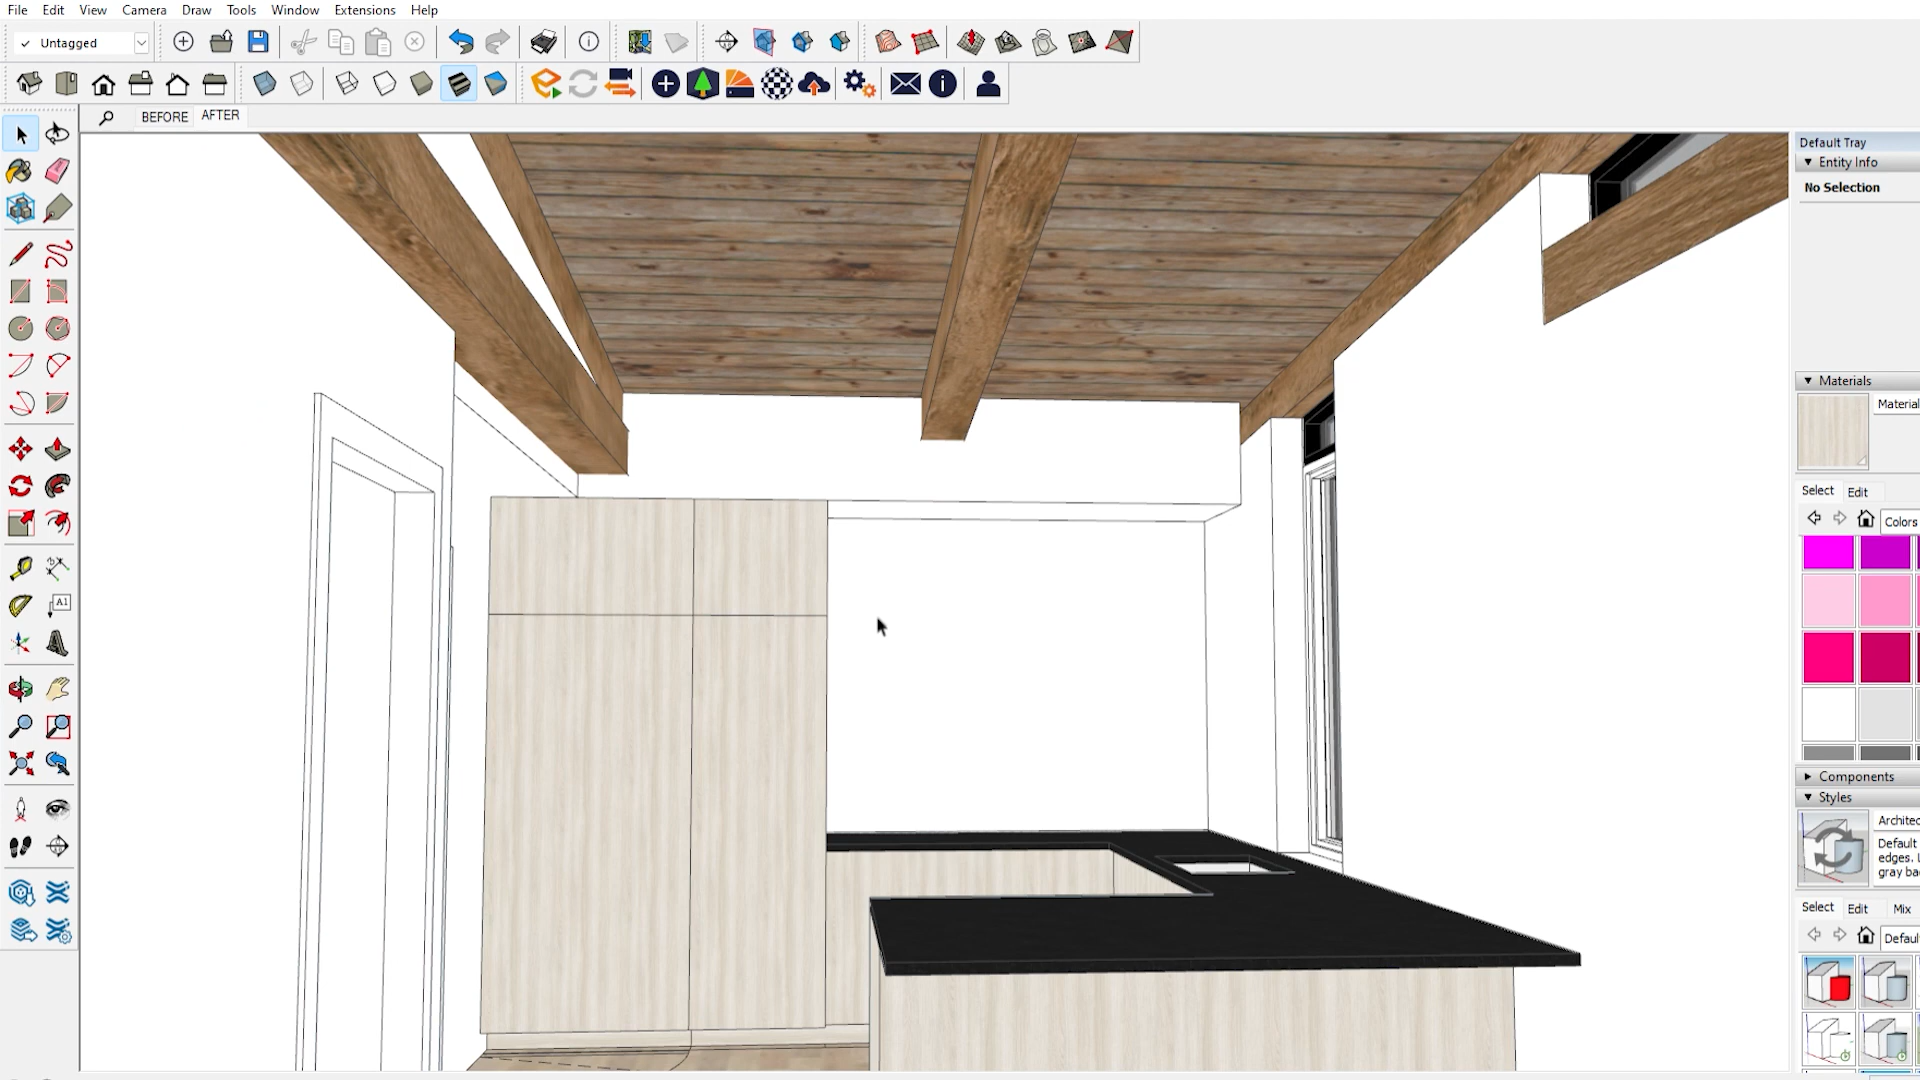 File Edit View Camera Draw Tools Window Extensions Help
Untagged
BEFORE AFTER
Default Tray
Entity Info
No Selection
Materials
Material
Select Edit
Colors
Components
Styles
Architec
Default
edges. L
gray ba
Select Edit Mix
Defaul
A1